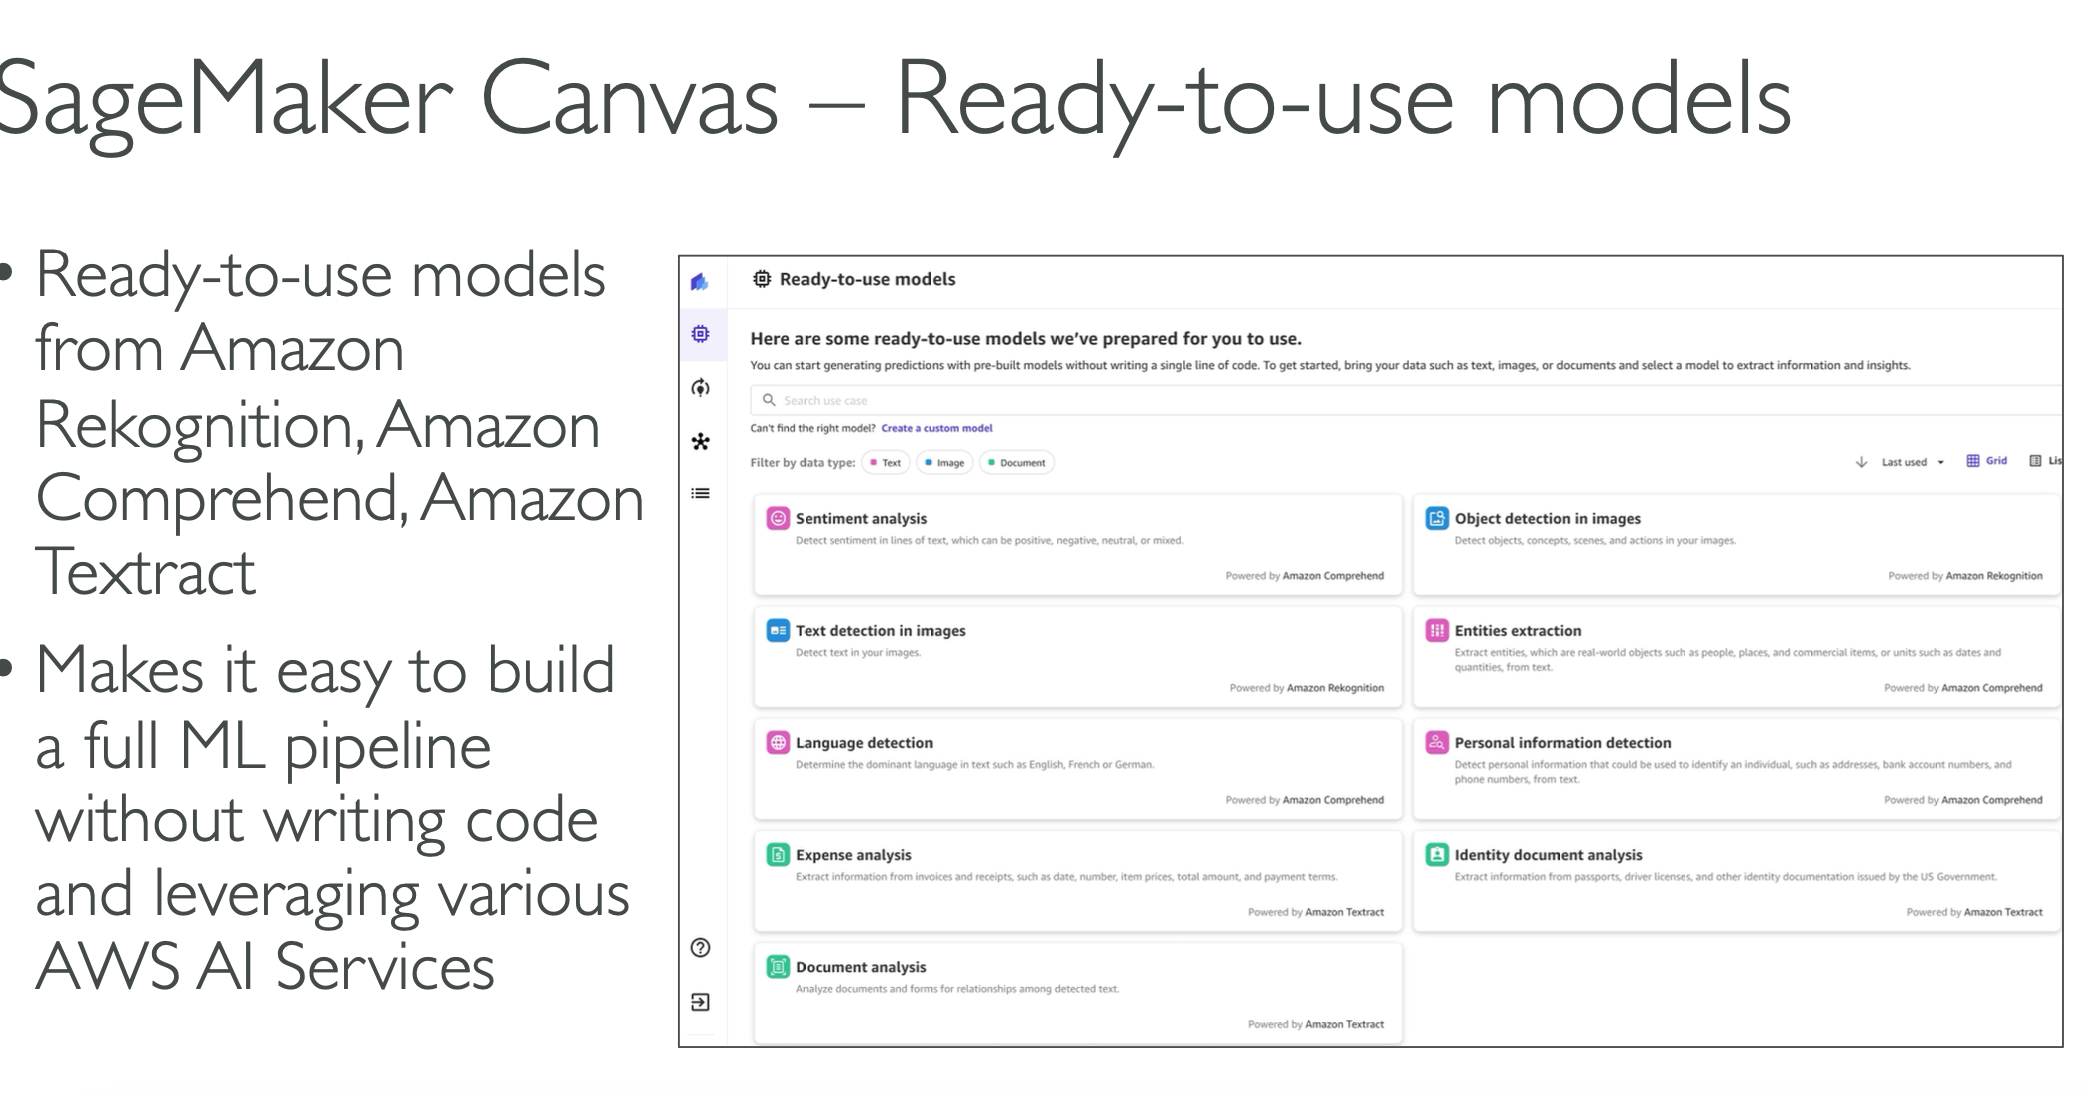 SageMaker Canvas – Ready-to-use models
• Ready-to-use models
from Amazon
Rekognition, Amazon
Comprehend, Amazon
Textract
• Makes it easy to build
a full ML pipeline
without writing code
and leveraging various
AWS AI Services
Ready-to-use models
Here are some ready-to-use models we've prepared for you to use.
You can start generating predictions with pre-built models without writing a single line of code. To get started, bring your data such as text, images, or documents and select a model to extract information and insights.
Search use case
Can't find the right model? Create a custom model
Filter by data type: Text Image Document Last used Grid Lis
Sentiment analysis
Detect sentiment in lines of text, which can be positive, negative, neutral, or mixed.
Powered by Amazon Comprehend
Object detection in images
Detect objects, concepts, scenes, and actions in your images.
Powered by Amazon Rekognition
Text detection in images
Detect text in your images.
Powered by Amazon Rekognition
Entities extraction
Extract entities, which are real-world objects such as people, places, and commercial items, or units such as dates and
quantities, from text.
Powered by Amazon Comprehend
Language detection
Determine the dominant language in text such as English, French or German.
Powered by Amazon Comprehend
Personal information detection
Detect personal information that could be used to identify an individual, such as addresses, bank account numbers, and
phone numbers, from text.
Powered by Amazon Comprehend
Expense analysis
Extract information from invoices and receipts, such as date, number, item prices, total amount, and payment terms.
Powered by Amazon Textract
Identity document analysis
Extract information from passports, driver licenses, and other identity documentation issued by the US Government.
Powered by Amazon Textract
Document analysis
Analyze documents and forms for relationships among detected text.
Powered by Amazon Textract